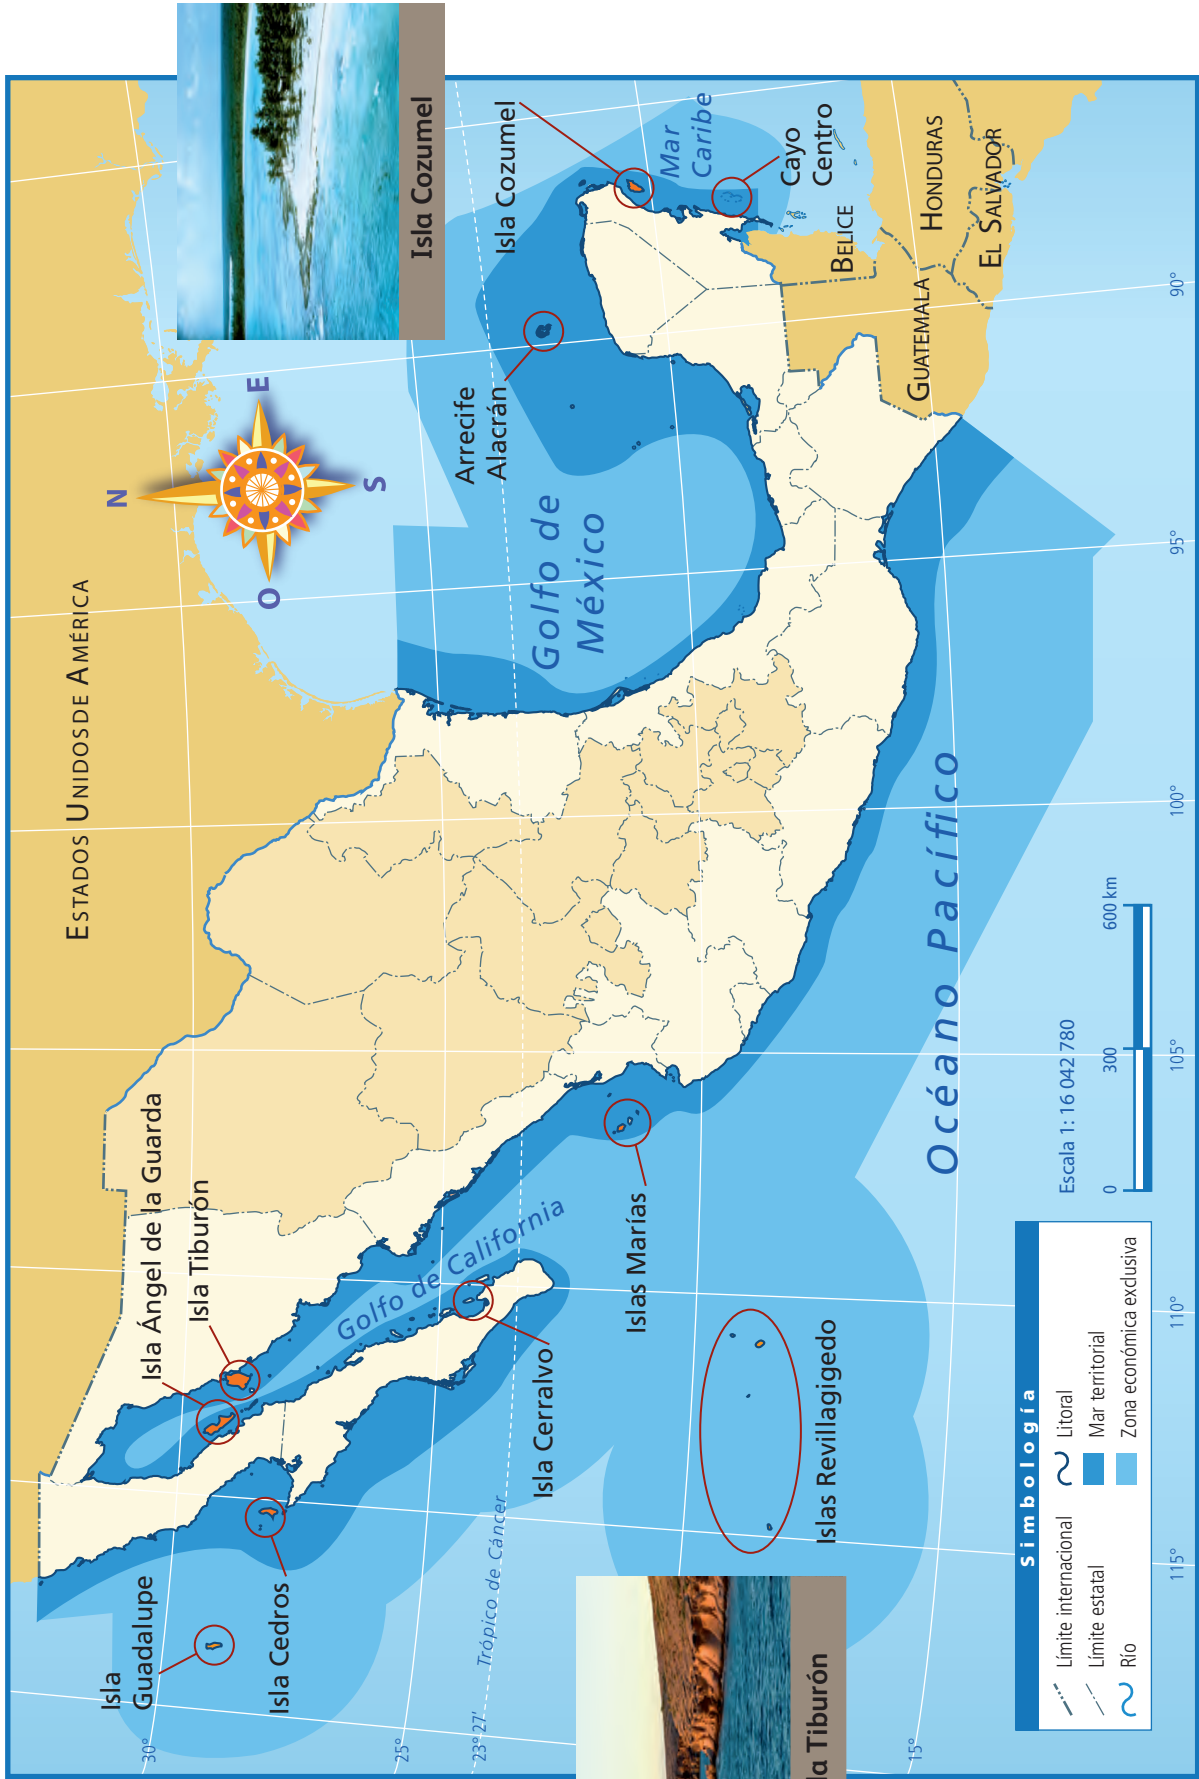 ESTADOS UNIDOS DE AMÉRICA
N
E
S
O
Isla Cozumel
Isla Ángel de la Guarda
Isla Tiburón
Isla
Guadalupe
Isla Cedros
Golfo de California
Trópico de Cáncer
Isla Cerralvo
Islas Marías
Islas Revillagigedo
Golfo de
México
Arrecife
Alacrán
Isla Cozumel
Mar
Caribe
Cayo
Centro
BELICE
GUATEMALA
HONDURAS
EL SALVADOR
Océano Pacífico
30°
25°
23° 27'
15°
115°
110°
105°
100°
95°
90°
la Tiburón
Simbología
Límite internacional
Límite estatal
Río
Litoral
Mar territorial
Zona económica exclusiva
Escala 1: 16 042 780
0 300 600 km